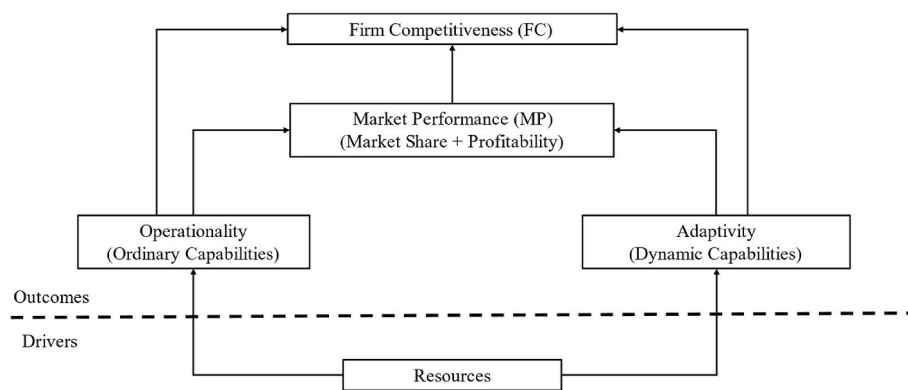 Firm Competitiveness (FC)
Market Performance (MP)
(Market Share + Profitability)
Operationality
(Ordinary Capabilities)
Adaptivity
(Dynamic Capabilities)
Outcomes
Drivers
Resources